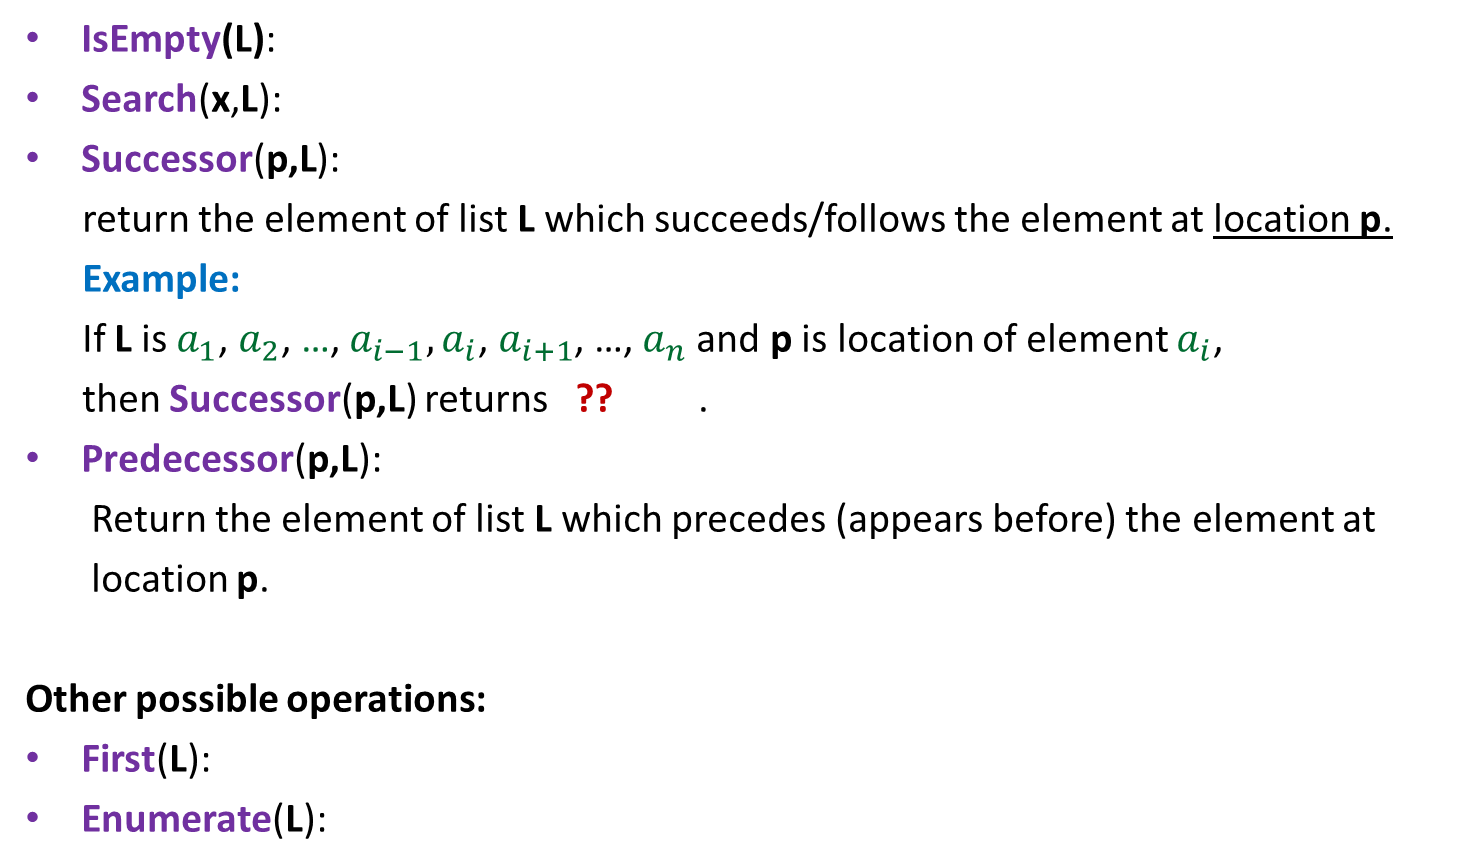 • IsEmpty(L):
• Search(x,L):
• Successor(p,L):
return the element of list L which succeeds/follows the element at location p.
Example:
If L is a₁, a₂, …, aᵢ₋₁, aᵢ, aᵢ₊₁, …, aₙ and p is location of element aᵢ,
then Successor(p,L) returns ?? .
• Predecessor(p,L):
Return the element of list L which precedes (appears before) the element at
location p.
Other possible operations:
• First(L):
• Enumerate(L):